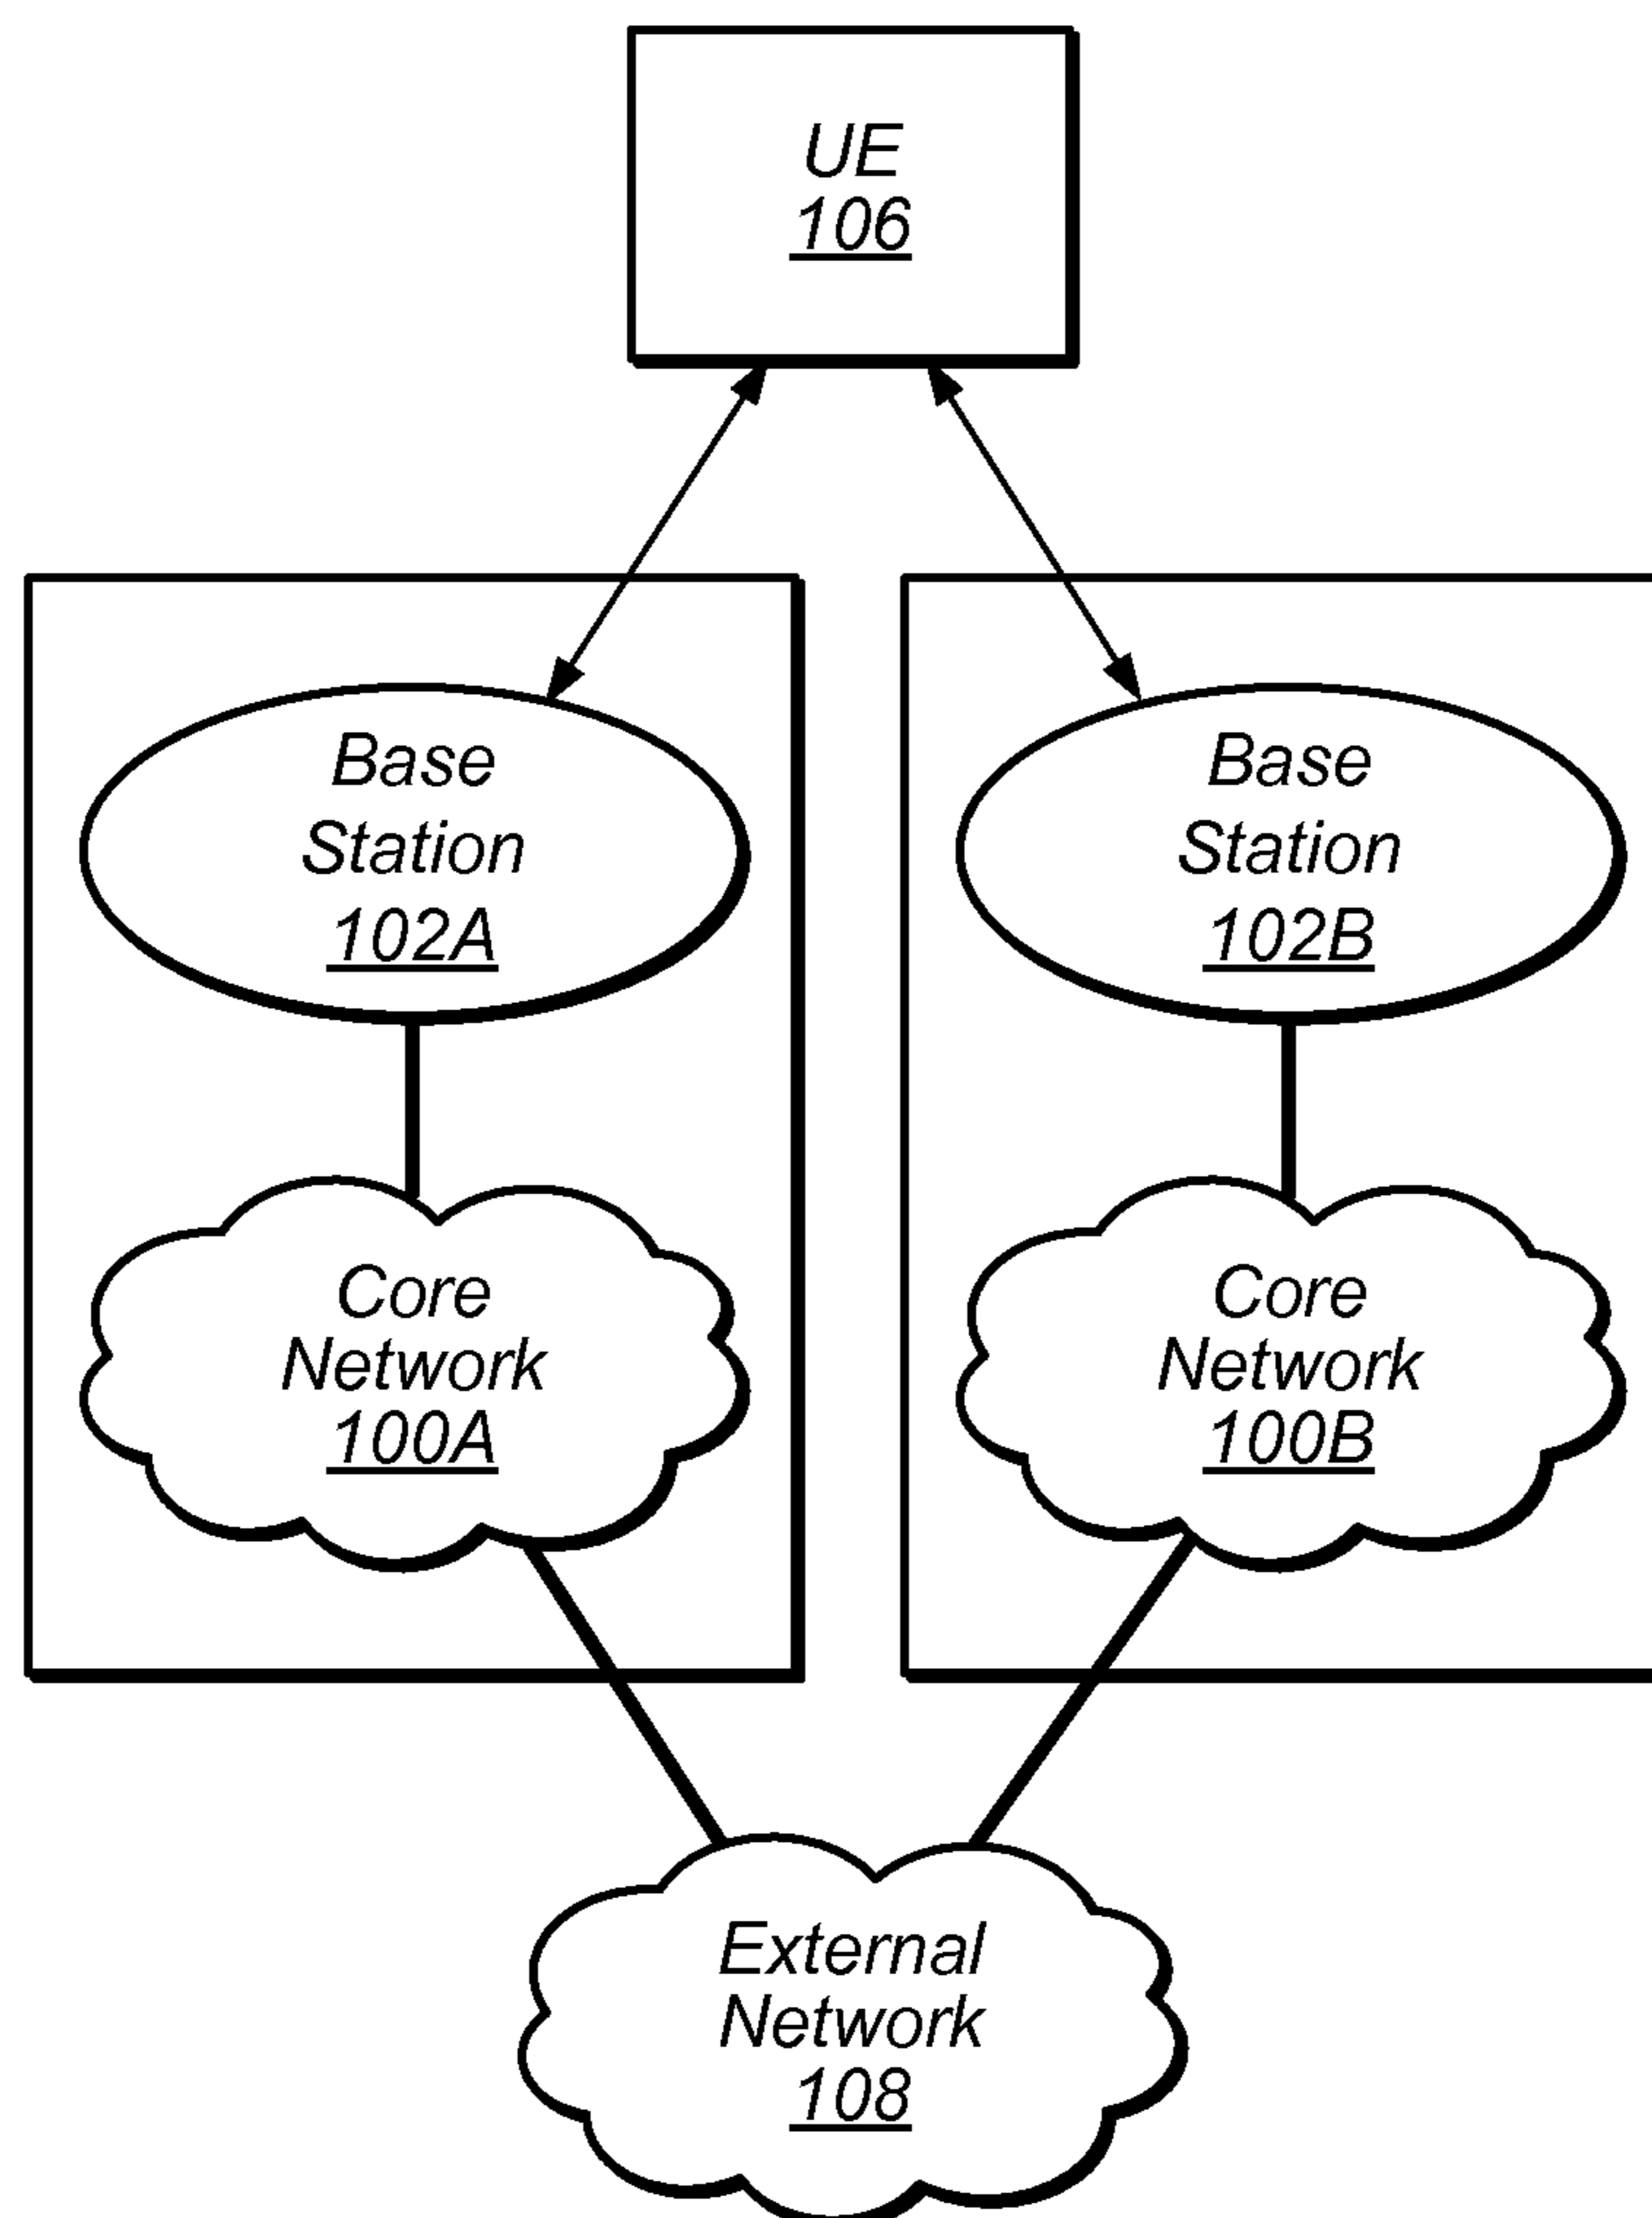 UE
106
Base
Station
102A
Base
Station
102B
Core
Network
100A
Core
Network
100B
External
Network
108